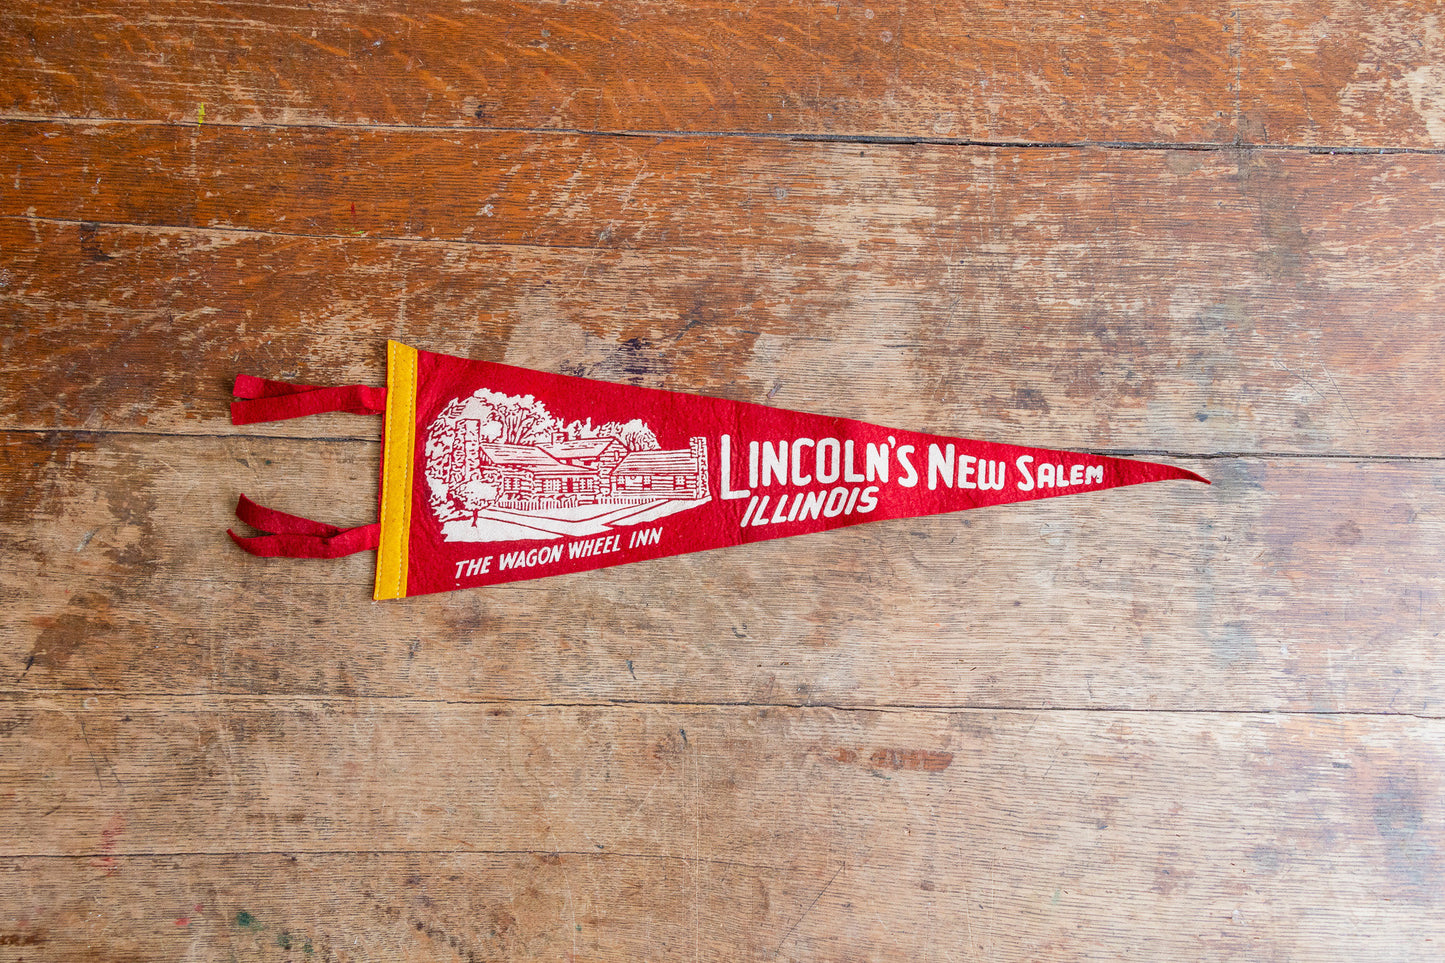 LINCOLN'S NEW SALEM
ILLINOIS
THE WAGON WHEEL INN